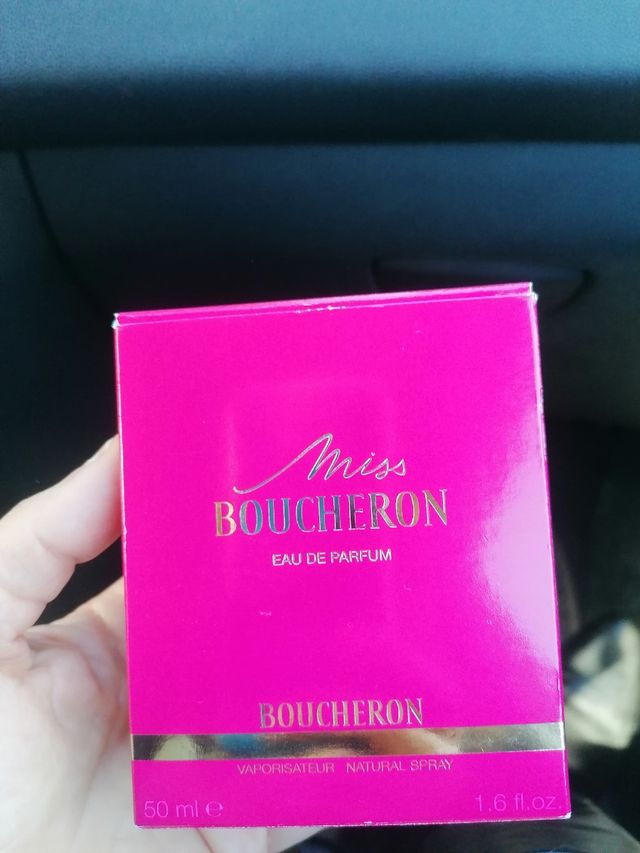 Miss
BOUCHERON
EAU DE PARFUM
BOUCHERON
VAPORISATEUR NATURAL SPRAY
50 ml ℮ 1.6 fl.oz.